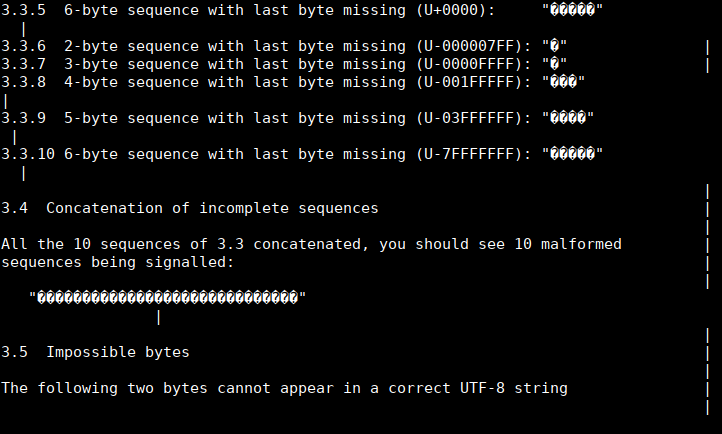 3.3.5  6-byte sequence with last byte missing (U+0000):     "�����"
  |
3.3.6  2-byte sequence with last byte missing (U-000007FF): "�"               |
3.3.7  3-byte sequence with last byte missing (U-0000FFFF): "�"               |
3.3.8  4-byte sequence with last byte missing (U-001FFFFF): "���"
|
3.3.9  5-byte sequence with last byte missing (U-03FFFFFF): "����"
 |
3.3.10 6-byte sequence with last byte missing (U-7FFFFFFF): "�����"
  |
                                                                              |
3.4  Concatenation of incomplete sequences                                    |
                                                                              |
All the 10 sequences of 3.3 concatenated, you should see 10 malformed         |
sequences being signalled:                                                    |
                                                                              |
   "�����������������������������"
                 |
                                                                              |
3.5  Impossible bytes                                                         |
                                                                              |
The following two bytes cannot appear in a correct UTF-8 string               |
                                                                              |